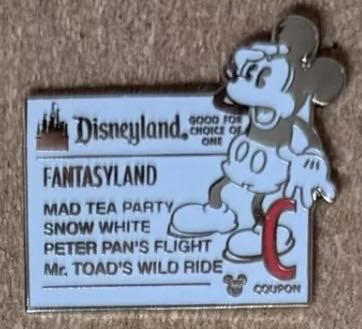 Disneyland.
GOOD FOR
CHOICE OF
ONE
FANTASYLAND
MAD TEA PARTY
SNOW WHITE
PETER PAN'S FLIGHT
Mr. TOAD'S WILD RIDE
C
COUPON